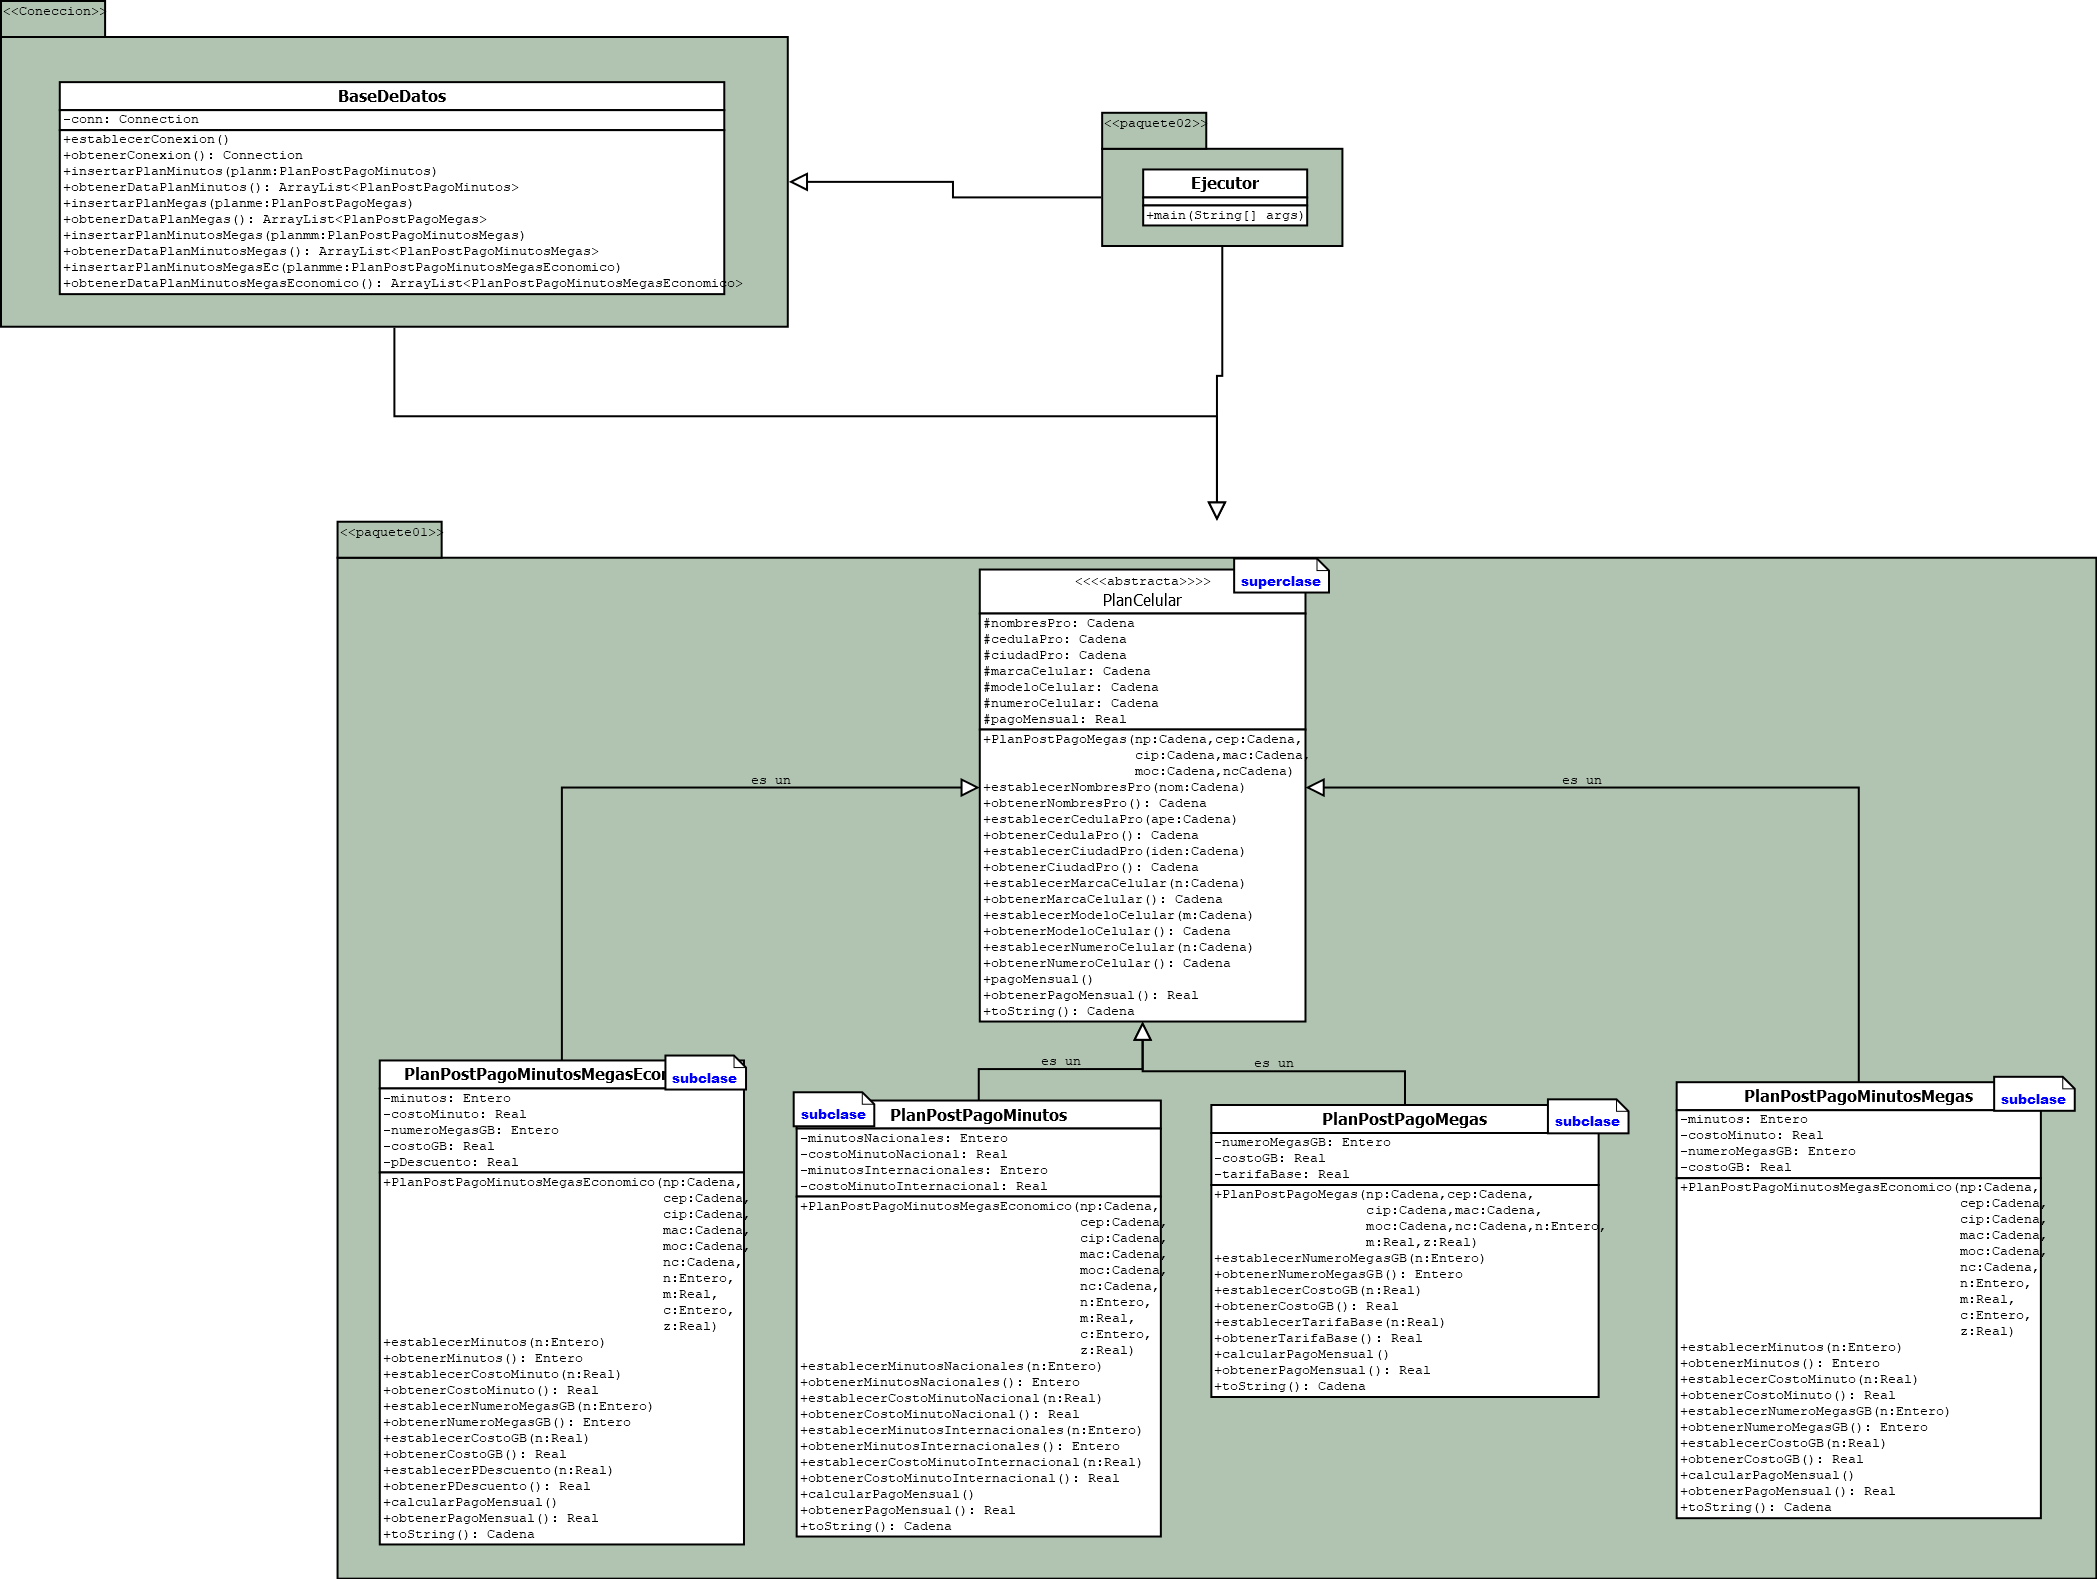 <<Coneccion>>
BaseDeDatos
-conn: Connection
+establecerConexion()
+obtenerConexion(): Connection
+insertarPlanMinutos(planm:PlanPostPagoMinutos)
+obtenerDataPlanMinutos(): ArrayList<PlanPostPagoMinutos>
+insertarPlanMegas(planme:PlanPostPagoMegas)
+obtenerDataPlanMegas(): ArrayList<PlanPostPagoMegas>
+insertarPlanMinutosMegas(planmm:PlanPostPagoMinutosMegas)
+obtenerDataPlanMinutosMegas(): ArrayList<PlanPostPagoMinutosMegas>
+insertarPlanMinutosMegasEc(planmme:PlanPostPagoMinutosMegasEconomico)
+obtenerDataPlanMinutosMegasEconomico(): ArrayList<PlanPostPagoMinutosMegasEconomico>
<<paquete02>>
Ejecutor
+main(String[] args)
<<paquete01>>
<<<<abstracta>>>>
superclase
PlanCelular
#nombresPro: Cadena
#cedulaPro: Cadena
#ciudadPro: Cadena
#marcaCelular: Cadena
#modeloCelular: Cadena
#numeroCelular: Cadena
#pagoMensual: Real
+PlanPostPagoMegas(np:Cadena,cep:Cadena,
cip:Cadena,mac:Cadena,
moc:Cadena,ncCadena)
+establecerNombresPro(nom:Cadena)
+obtenerNombresPro(): Cadena
+establecerCedulaPro(ape:Cadena)
+obtenerCedulaPro(): Cadena
+establecerCiudadPro(iden:Cadena)
+obtenerCiudadPro(): Cadena
+establecerMarcaCelular(n:Cadena)
+obtenerMarcaCelular(): Cadena
+establecerModeloCelular(m:Cadena)
+obtenerModeloCelular(): Cadena
+establecerNumeroCelular(n:Cadena)
+obtenerNumeroCelular(): Cadena
+pagoMensual()
+obtenerPagoMensual(): Real
+toString(): Cadena
es un
es un
es un
es un
PlanPostPagoMinutosMegasEcon
subclase
-minutos: Entero
-costoMinuto: Real
-numeroMegasGB: Entero
-costoGB: Real
-pDescuento: Real
+PlanPostPagoMinutosMegasEconomico(np:Cadena,
cep:Cadena,
cip:Cadena,
mac:Cadena,
moc:Cadena,
nc:Cadena,
n:Entero,
m:Real,
c:Entero,
z:Real)
+establecerMinutos(n:Entero)
+obtenerMinutos(): Entero
+establecerCostoMinuto(n:Real)
+obtenerCostoMinuto(): Real
+establecerNumeroMegasGB(n:Entero)
+obtenerNumeroMegasGB(): Entero
+establecerCostoGB(n:Real)
+obtenerCostoGB(): Real
+establecerPDescuento(n:Real)
+obtenerPDescuento(): Real
+calcularPagoMensual()
+obtenerPagoMensual(): Real
+toString(): Cadena
subclase
PlanPostPagoMinutos
-minutosNacionales: Entero
-costoMinutoNacional: Real
-minutosInternacionales: Entero
-costoMinutoInternacional: Real
+PlanPostPagoMinutosMegasEconomico(np:Cadena,
cep:Cadena,
cip:Cadena,
mac:Cadena,
moc:Cadena,
nc:Cadena,
n:Entero,
m:Real,
c:Entero,
z:Real)
+establecerMinutosNacionales(n:Entero)
+obtenerMinutosNacionales(): Entero
+establecerCostoMinutoNacional(n:Real)
+obtenerCostoMinutoNacional(): Real
+establecerMinutosInternacionales(n:Entero)
+obtenerMinutosInternacionales(): Entero
+establecerCostoMinutoInternacional(n:Real)
+obtenerCostoMinutoInternacional(): Real
+calcularPagoMensual()
+obtenerPagoMensual(): Real
+toString(): Cadena
PlanPostPagoMegas
subclase
-numeroMegasGB: Entero
-costoGB: Real
-tarifaBase: Real
+PlanPostPagoMegas(np:Cadena,cep:Cadena,
cip:Cadena,mac:Cadena,
moc:Cadena,nc:Cadena,n:Entero,
m:Real,z:Real)
+establecerNumeroMegasGB(n:Entero)
+obtenerNumeroMegasGB(): Entero
+establecerCostoGB(n:Real)
+obtenerCostoGB(): Real
+establecerTarifaBase(n:Real)
+obtenerTarifaBase(): Real
+calcularPagoMensual()
+obtenerPagoMensual(): Real
+toString(): Cadena
PlanPostPagoMinutosMegas
subclase
-minutos: Entero
-costoMinuto: Real
-numeroMegasGB: Entero
-costoGB: Real
+PlanPostPagoMinutosMegasEconomico(np:Cadena,
cep:Cadena,
cip:Cadena,
mac:Cadena,
moc:Cadena,
nc:Cadena,
n:Entero,
m:Real,
c:Entero,
z:Real)
+establecerMinutos(n:Entero)
+obtenerMinutos(): Entero
+establecerCostoMinuto(n:Real)
+obtenerCostoMinuto(): Real
+establecerNumeroMegasGB(n:Entero)
+obtenerNumeroMegasGB(): Entero
+establecerCostoGB(n:Real)
+obtenerCostoGB(): Real
+calcularPagoMensual()
+obtenerPagoMensual(): Real
+toString(): Cadena